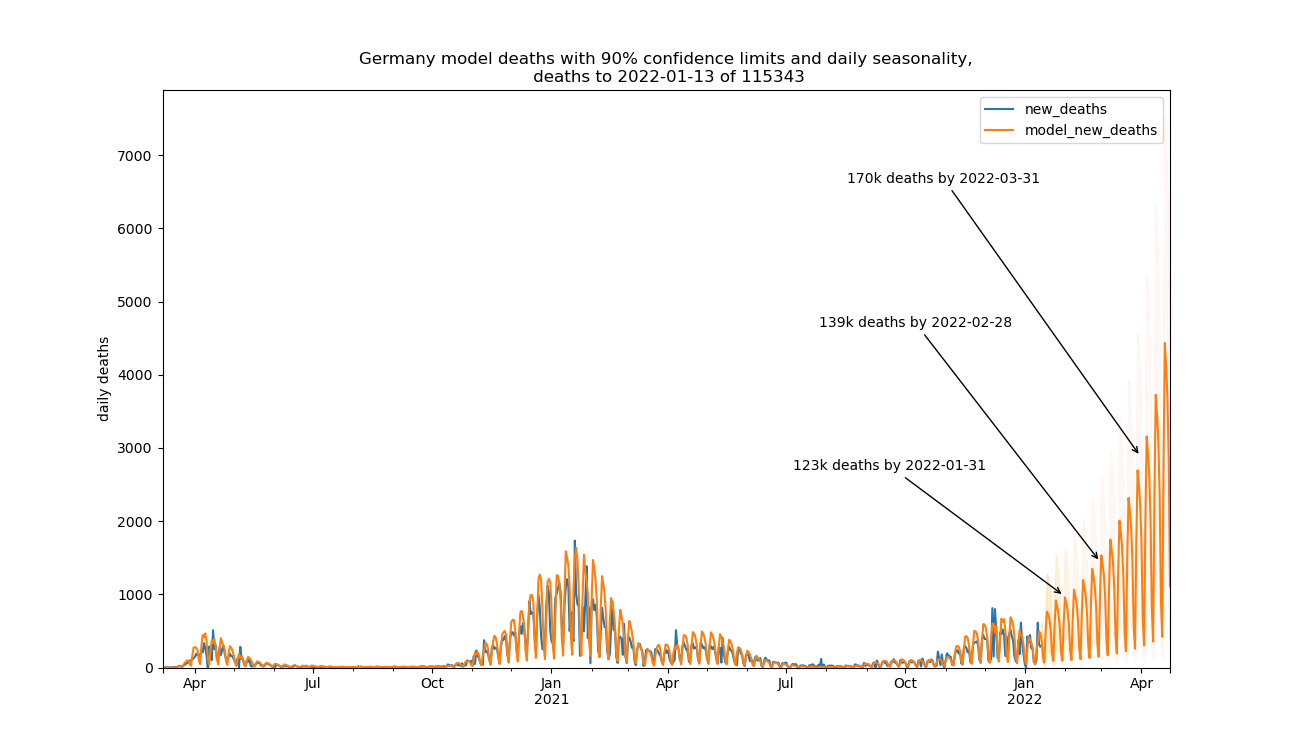 Germany model deaths with 90% confidence limits and daily seasonality,
deaths to 2022-01-13 of 115343
new_deaths
model_new_deaths
170k deaths by 2022-03-31
139k deaths by 2022-02-28
123k deaths by 2022-01-31
daily deaths
7000
6000
5000
4000
3000
2000
1000
0
Apr
Jul
Oct
Jan
2021
Apr
Jul
Oct
Jan
2022
Apr